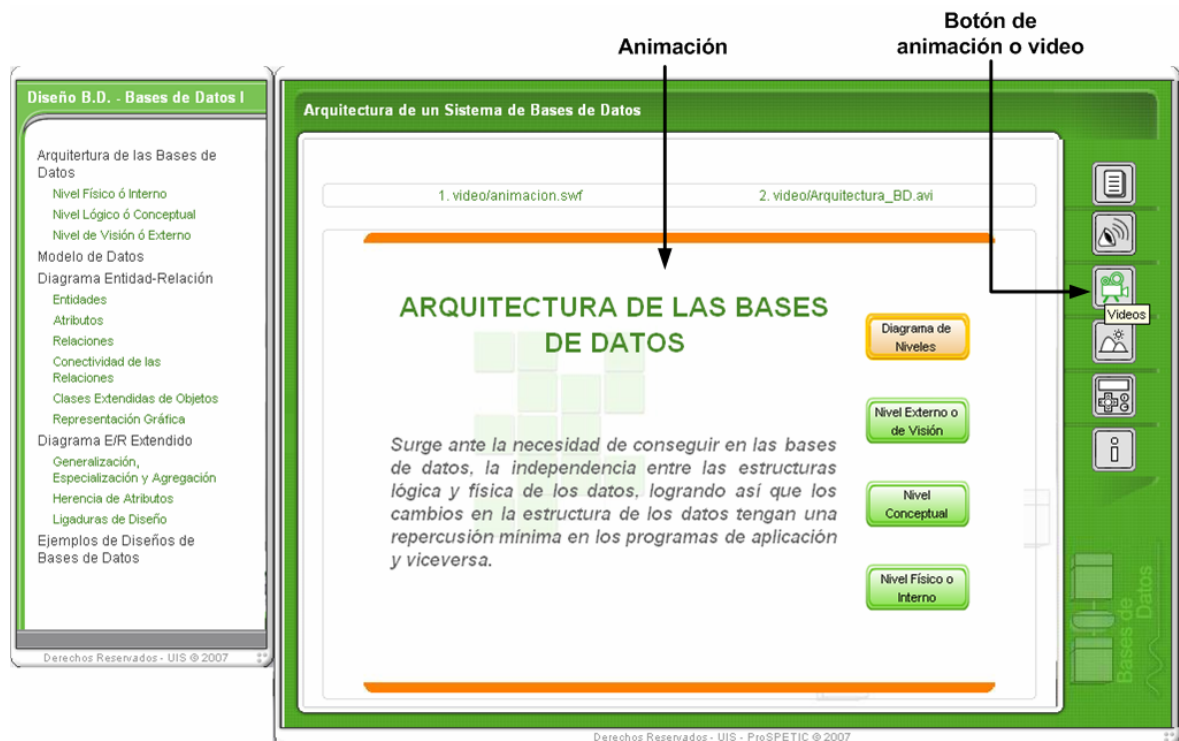 Animación
Botón de
animación o video
Diseño B.D. - Bases de Datos I
Arquitertura de las Bases de
Datos
Nivel Físico ó Interno
Nivel Lógico ó Conceptual
Nivel de Visión ó Externo
Modelo de Datos
Diagrama Entidad-Relación
Entidades
Atributos
Relaciones
Conectividad de las
Relaciones
Clases Extendidas de Objetos
Representación Gráfica
Diagrama E/R Extendido
Generalización,
Especialización y Agregación
Herencia de Atributos
Ligaduras de Diseño
Ejemplos de Diseños de
Bases de Datos
Derechos Reservados - UIS @ 2007
Arquitectura de un Sistema de Bases de Datos
1. video/animacion.swf
2. video/Arquitectura_BD.avi
ARQUITECTURA DE LAS BASES
DE DATOS
Surge ante la necesidad de conseguir en las bases
de datos, la independencia entre las estructuras
lógica y física de los datos, logrando así que los
cambios en la estructura de los datos tengan una
repercusión mínima en los programas de aplicación
y viceversa.
Diagrama de
Niveles
Nivel Externo o
de Visión
Nivel
Conceptual
Nivel Físico o
Interno
Videos
Bases de
Datos
Derechos Reservados - UIS - ProSPETIC @ 2007